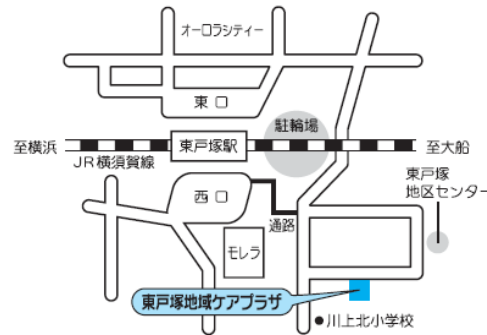 オーロラシティー
東口
駐輪場
至横浜
東戸塚駅
至大船
JR横須賀線
東戸塚
地区センター
西口
通路
モレラ
東戸塚地域ケアプラザ
●川上北小学校